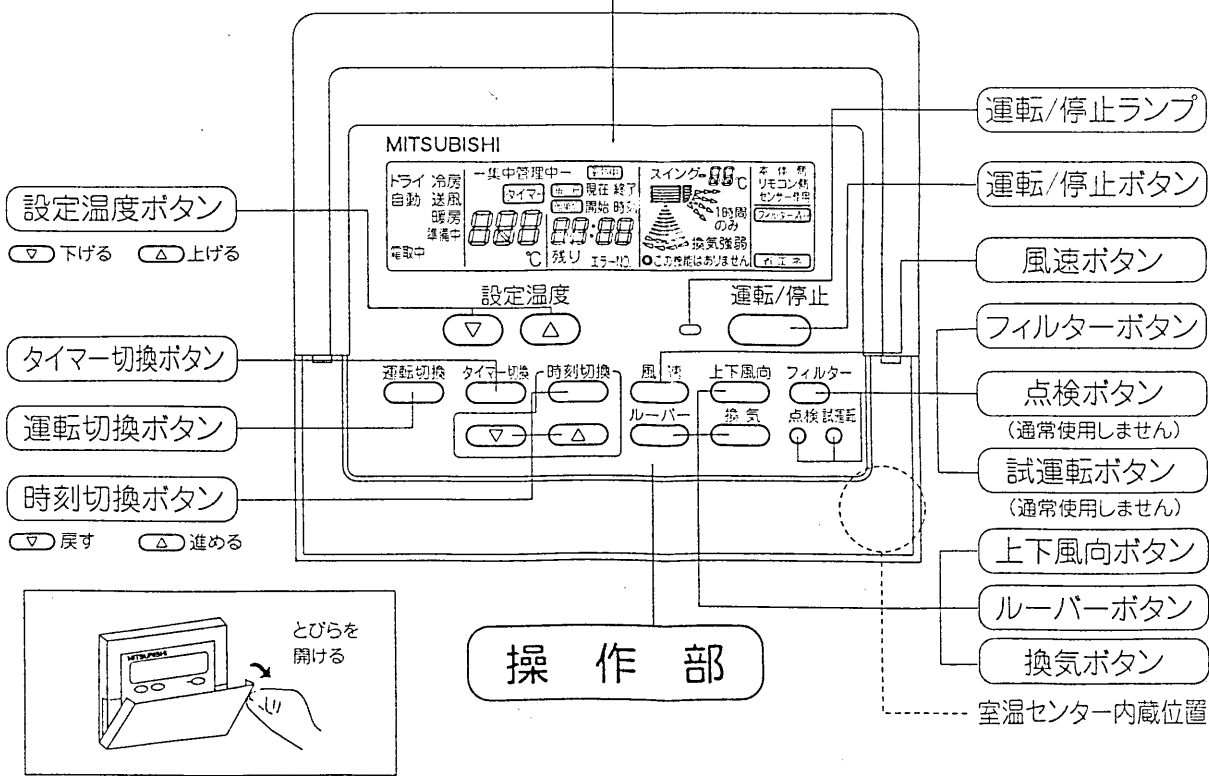 MITSUBISHI
ドライ 冷房
自動 送風
暖房
準備中
霜取中
ー集中管理中ー
タイマー
現在 終了
開始 時刻
88:88
℃
残り エラーNO.
スイング
88℃
1時間
のみ
換気強弱
この機能はありません
本体側
リモコン側
センサー使用
省エネ
設定温度
▽ △
運転/停止
運転切換 タイマー切換 時刻切換 風速 上下風向 フィルター
▽ △ ルーバー 換気 点検 試運転
設定温度ボタン
▽ 下げる △ 上げる
タイマー切換ボタン
運転切換ボタン
時刻切換ボタン
▽ 戻す △ 進める
運転/停止ランプ
運転/停止ボタン
風速ボタン
フィルターボタン
点検ボタン
(通常使用しません)
試運転ボタン
(通常使用しません)
上下風向ボタン
ルーバーボタン
換気ボタン
室温センター内蔵位置
操作部
MITSUBISHI
とびらを
開ける